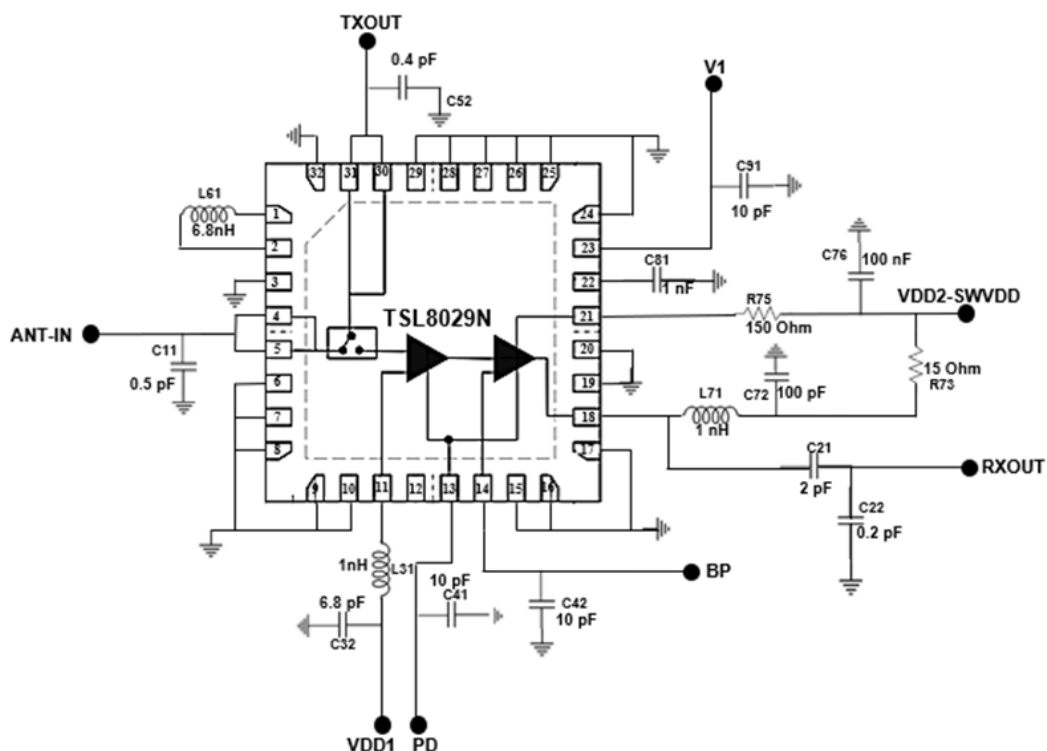 TXOUT
0.4 pF
C52
V1
32 31 30 29 28 27 26 25
C91
10 pF
L61
6.8nH
1
2
3
4
5
6
7
8
24
23
22
21
20
19
18
17
C81
1 nF
C76
100 nF
R75
150 Ohm
VDD2-SWVDD
TSL8029N
ANT-IN
C11
0.5 pF
15 Ohm
R73
L71
1 nH
C72
100 pF
C21
2 pF
RXOUT
C22
0.2 pF
9 10 11 12 13 14 15 16
1nH
L31
10 pF
C41
BP
C42
10 pF
6.8 pF
C32
VDD1
PD